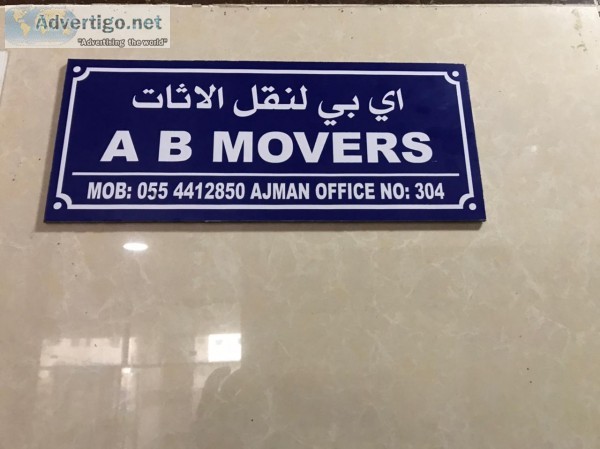 Advertigo.net
"Advertising the world"
اي بي لنقل الاثاث
A B MOVERS
MOB: 055 4412850 AJMAN OFFICE NO: 304